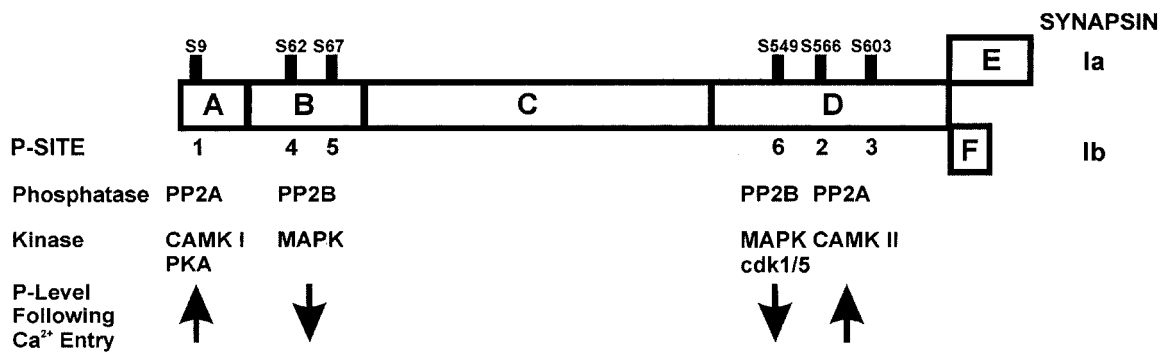 SYNAPSIN
S9 S62 S67 S549 S566 S603
E Ia
A B C D
P-SITE 1 4 5 6 2 3 F Ib
Phosphatase PP2A PP2B PP2B PP2A
Kinase CAMK I MAPK MAPK CAMK II
PKA cdk1/5
P-Level
Following
Ca²⁺ Entry